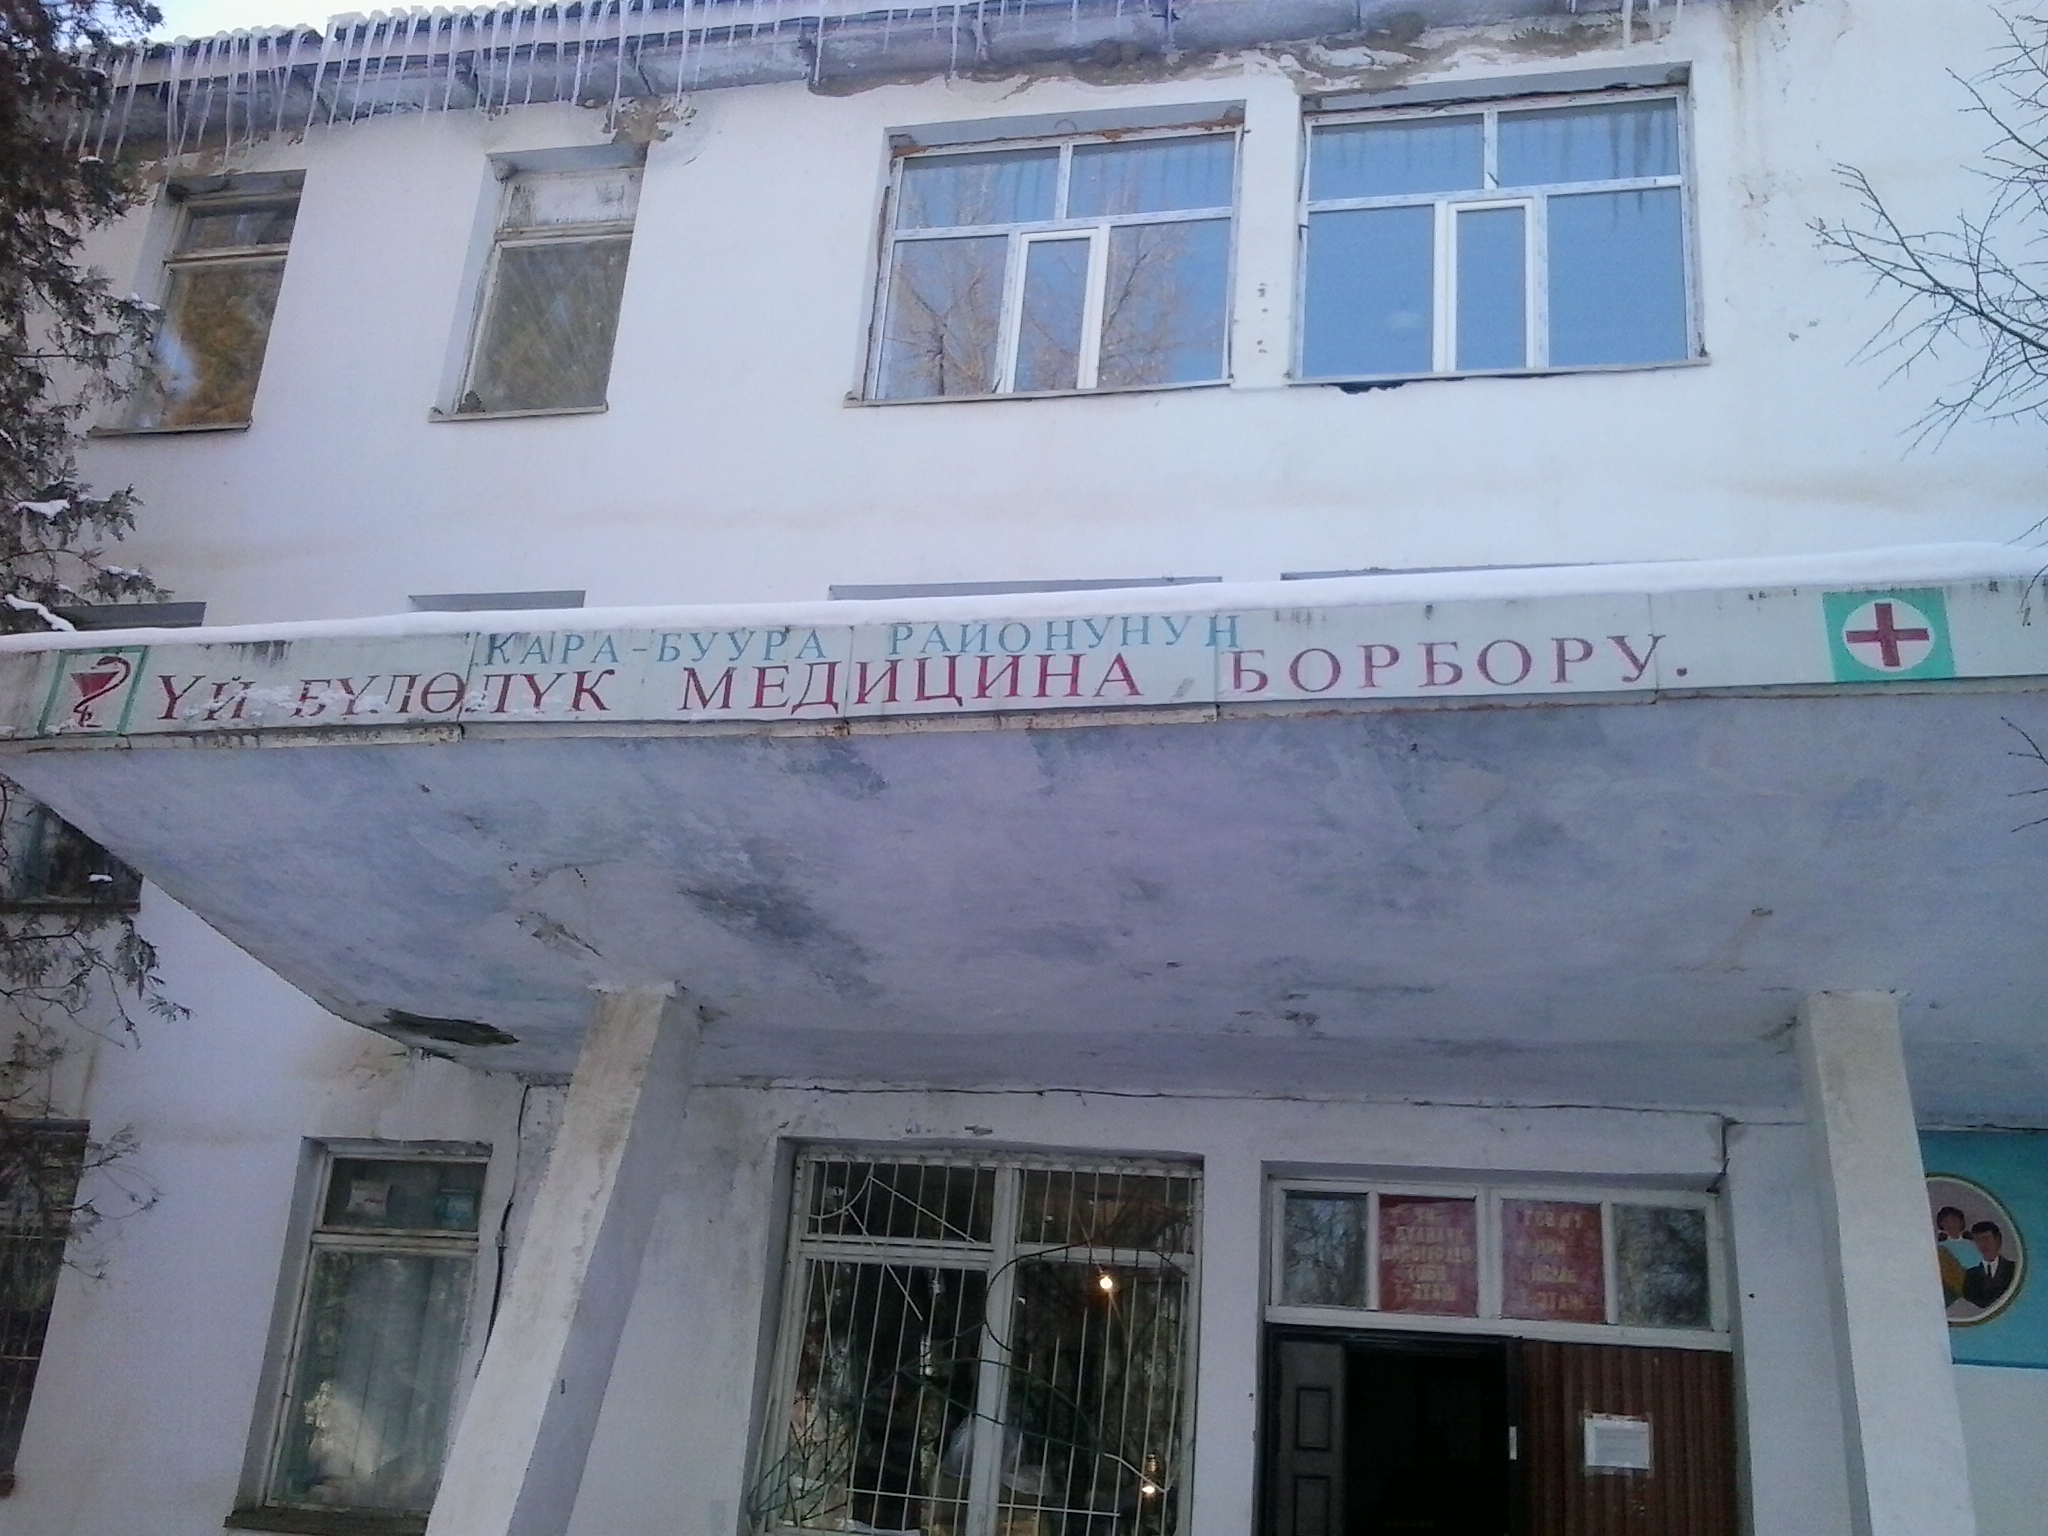 КАРА-БУУРА РАЙОНУНУН
ҮЙ БҮЛӨЛҮК МЕДИЦИНА БОРБОРУ.